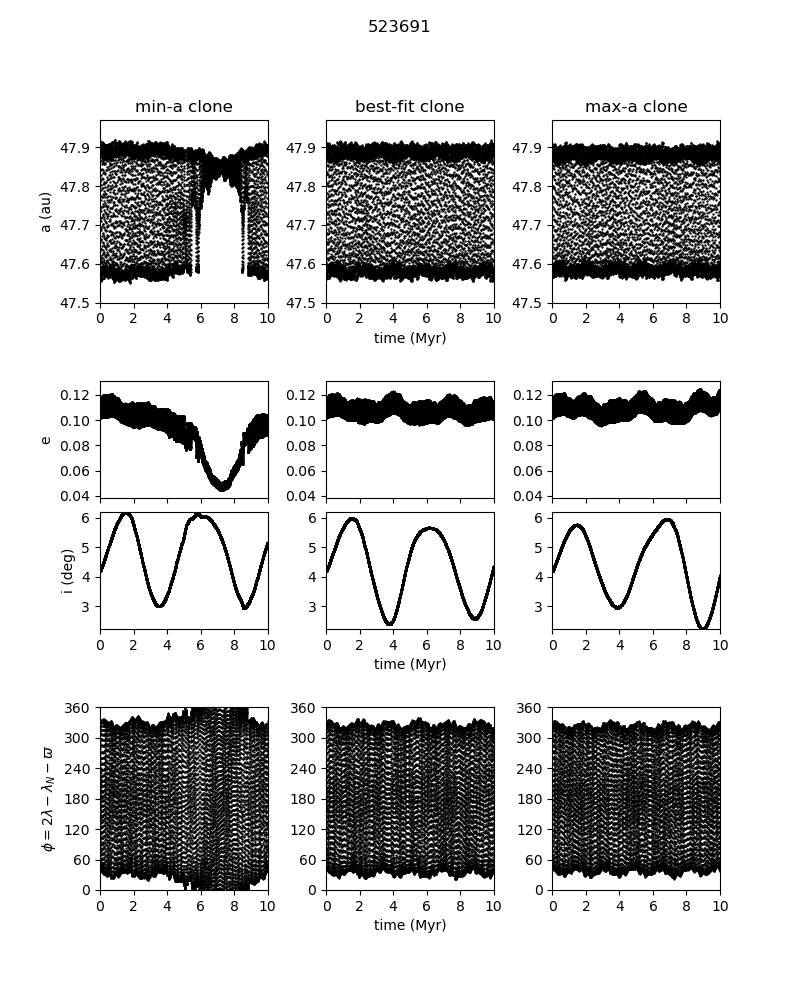 523691
min-a clone best-fit clone max-a clone
a (au)
47.9 47.9 47.9
47.8 47.8 47.8
47.7 47.7 47.7
47.6 47.6 47.6
47.5 47.5 47.5
0 2 4 6 8 10 0 2 4 6 8 10 0 2 4 6 8 10
time (Myr) time (Myr)
e
0.12 0.12 0.12
0.10 0.10 0.10
0.08 0.08 0.08
0.06 0.06 0.06
0.04 0.04 0.04
i (deg)
6 6 6
5 5 5
4 4 4
3 3 3
0 2 4 6 8 10 0 2 4 6 8 10 0 2 4 6 8 10
time (Myr) time (Myr)
ϕ = 2λ − λ_N − ϖ
360 360 360
300 300 300
240 240 240
180 180 180
120 120 120
60 60 60
0 0 0
0 2 4 6 8 10 0 2 4 6 8 10 0 2 4 6 8 10
time (Myr) time (Myr)